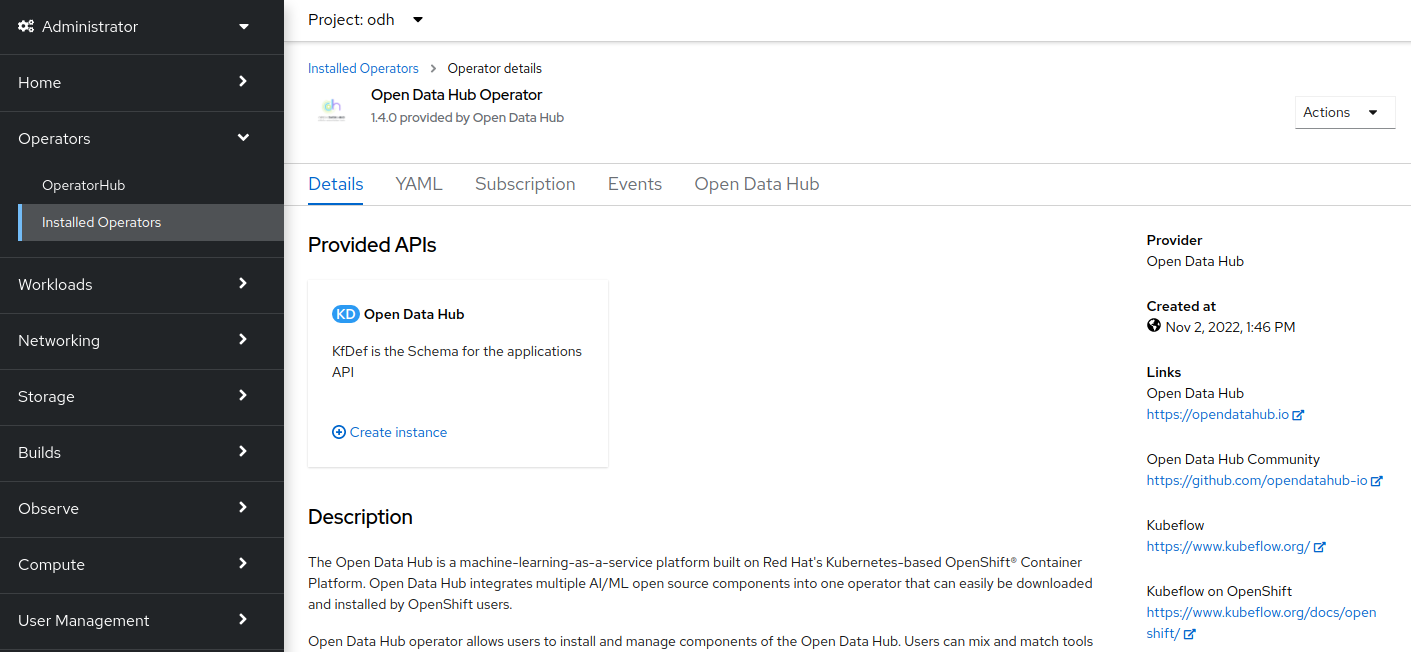 Administrator
Home
Operators
OperatorHub
Installed Operators
Workloads
Networking
Storage
Builds
Observe
Compute
User Management
Project: odh
Installed Operators > Operator details
Open Data Hub Operator
1.4.0 provided by Open Data Hub
Actions
Details YAML Subscription Events Open Data Hub
Provided APIs
KD Open Data Hub
KfDef is the Schema for the applications
API
Create instance
Description
The Open Data Hub is a machine-learning-as-a-service platform built on Red Hat's Kubernetes-based OpenShift® Container
Platform. Open Data Hub integrates multiple AI/ML open source components into one operator that can easily be downloaded
and installed by OpenShift users.
Open Data Hub operator allows users to install and manage components of the Open Data Hub. Users can mix and match tools
Provider
Open Data Hub
Created at
Nov 2, 2022, 1:46 PM
Links
Open Data Hub
https://opendatahub.io
Open Data Hub Community
https://github.com/opendatahub-io
Kubeflow
https://www.kubeflow.org/
Kubeflow on OpenShift
https://www.kubeflow.org/docs/open
shift/